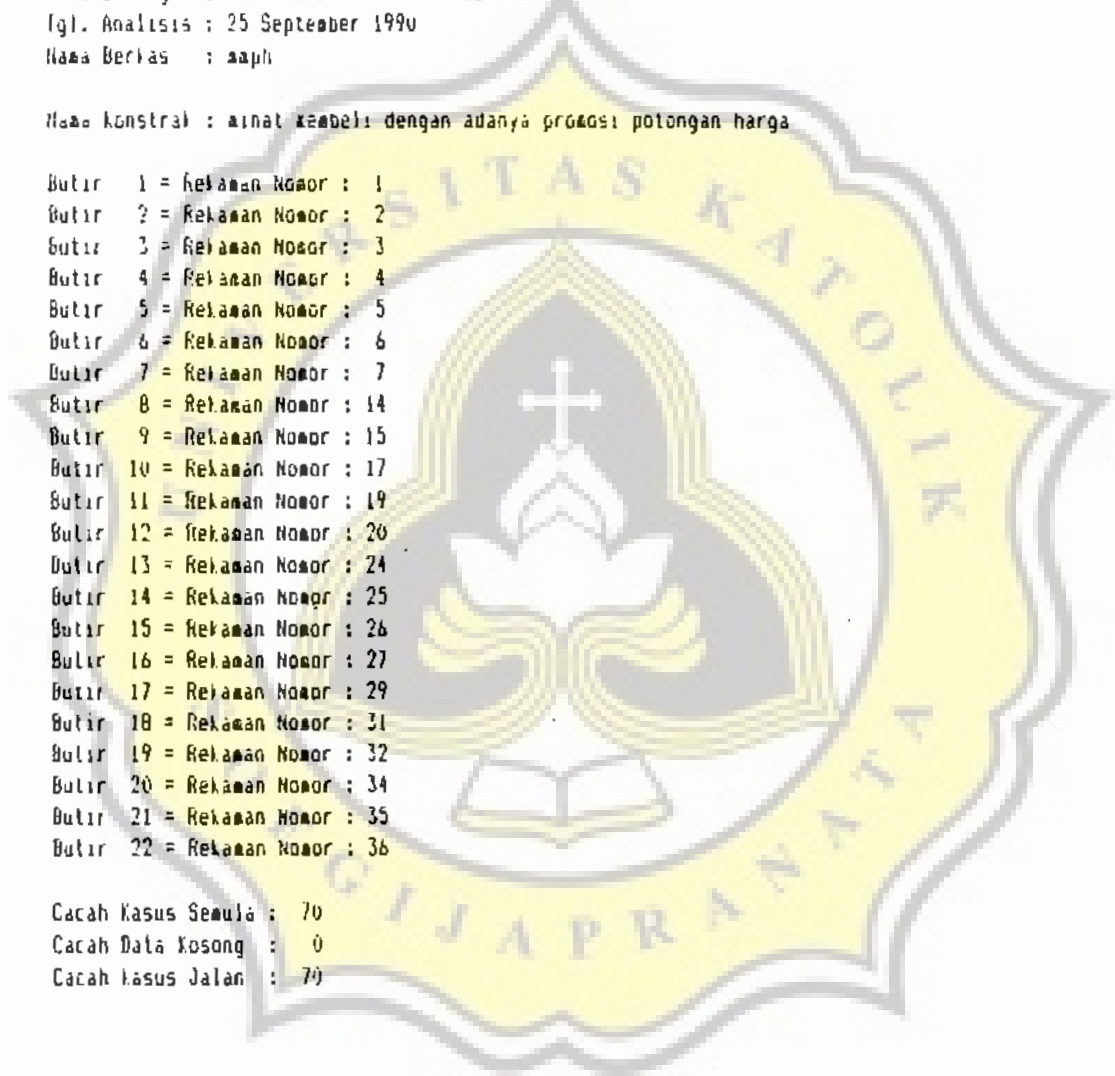 Tgl. Analisis : 25 September 1990
Nama Berkas : maph
Nama Konstrak : minat membeli dengan adanya promosi potongan harga
Butir 1 = Rekaman Nomor : 1
Butir 2 = Rekaman Nomor : 2
Butir 3 = Rekaman Nomor : 3
Butir 4 = Rekaman Nomor : 4
Butir 5 = Rekaman Nomor : 5
Butir 6 = Rekaman Nomor : 6
Butir 7 = Rekaman Nomor : 7
Butir 8 = Rekaman Nomor : 14
Butir 9 = Rekaman Nomor : 15
Butir 10 = Rekaman Nomor : 17
Butir 11 = Rekaman Nomor : 19
Butir 12 = Rekaman Nomor : 20
Butir 13 = Rekaman Nomor : 24
Butir 14 = Rekaman Nomor : 25
Butir 15 = Rekaman Nomor : 26
Butir 16 = Rekaman Nomor : 27
Butir 17 = Rekaman Nomor : 29
Butir 18 = Rekaman Nomor : 31
Butir 19 = Rekaman Nomor : 32
Butir 20 = Rekaman Nomor : 34
Butir 21 = Rekaman Nomor : 35
Butir 22 = Rekaman Nomor : 36
Cacah Kasus Semula : 70
Cacah Data Kosong : 0
Cacah Kasus Jalan : 70
UNIVERSITAS KATOLIK
SOEGIJAPRANATA